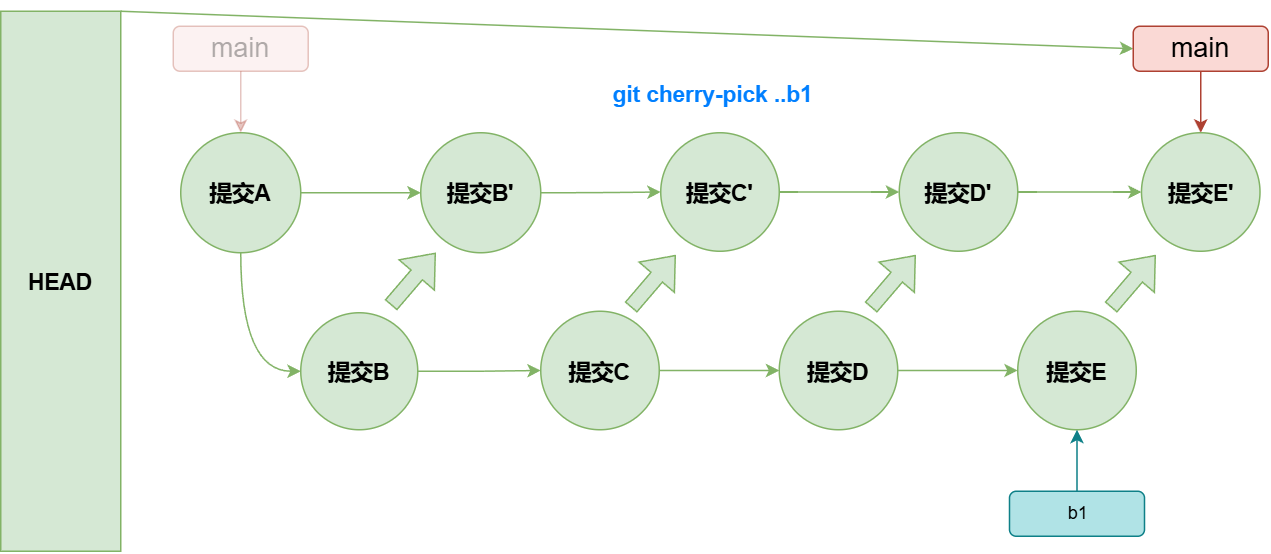 main
main
git cherry-pick ..b1
提交A
提交B'
提交C'
提交D'
提交E'
HEAD
提交B
提交C
提交D
提交E
b1